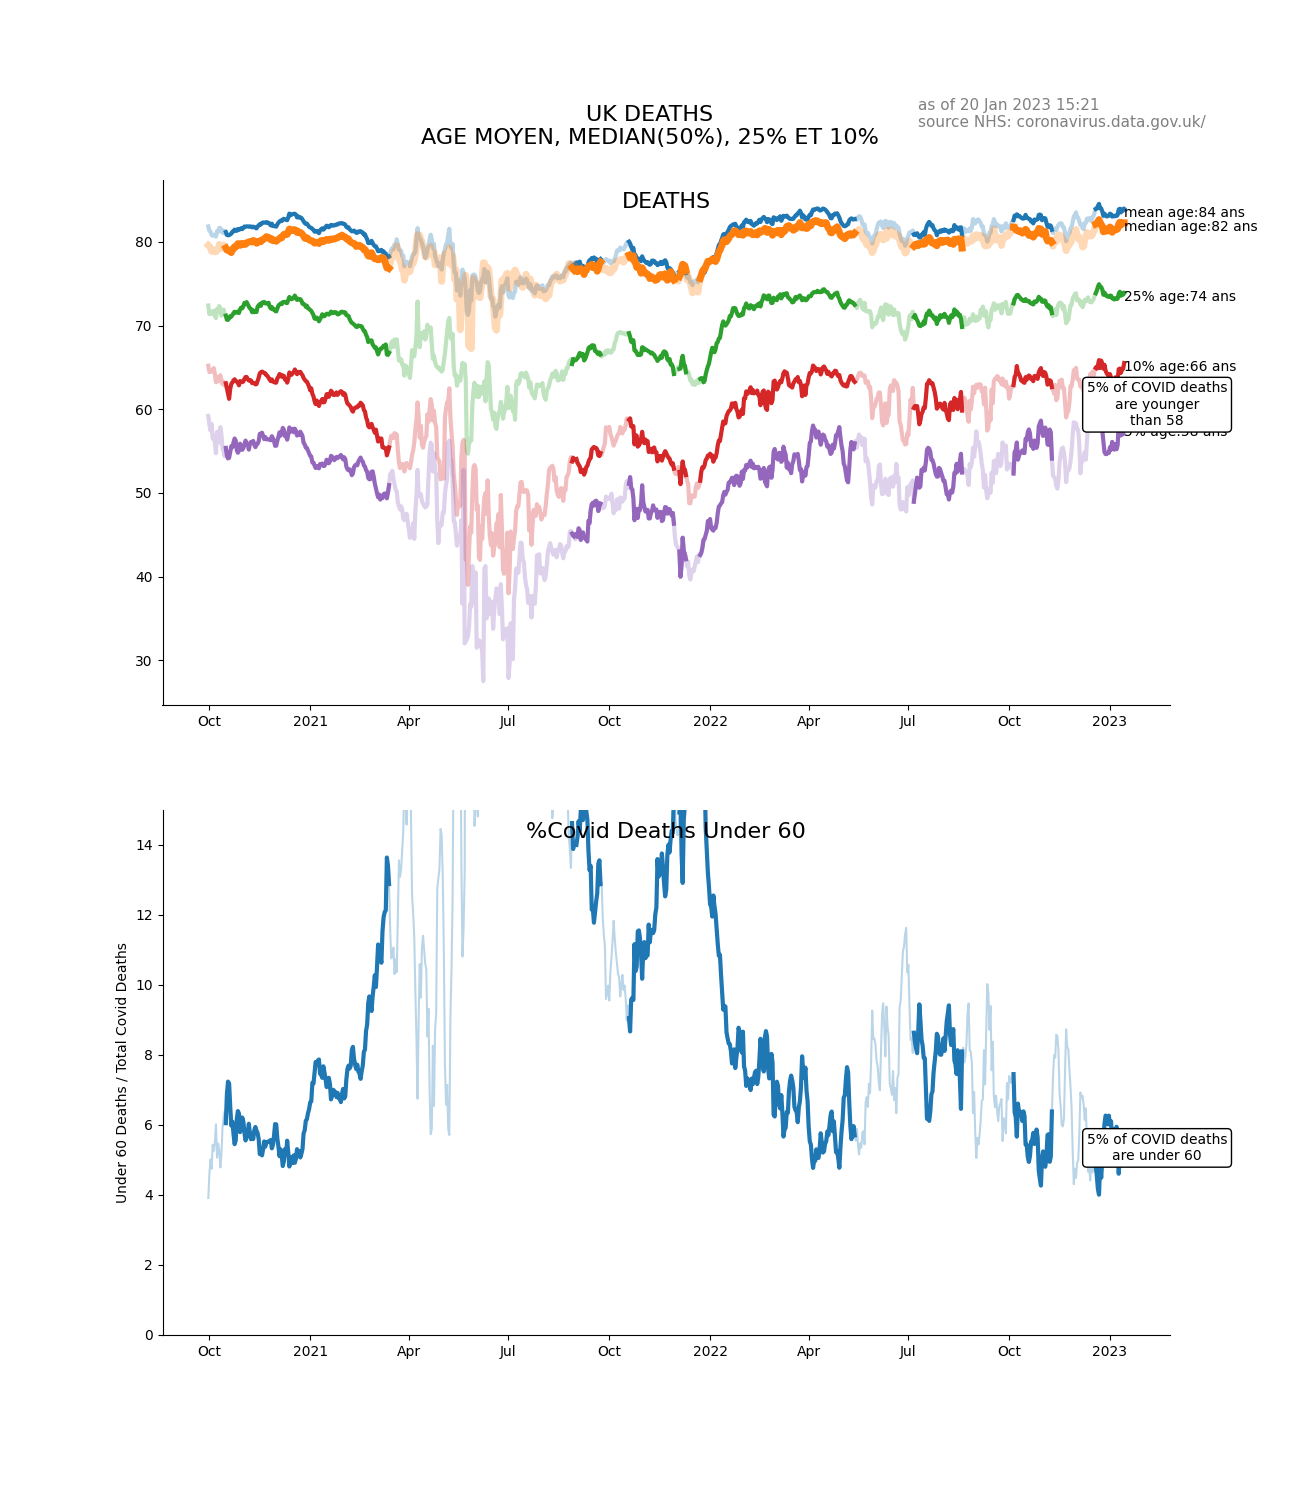 as of 20 Jan 2023 15:21
source NHS: coronavirus.data.gov.uk/
UK DEATHS
AGE MOYEN, MEDIAN(50%), 25% ET 10%
DEATHS
mean age:84 ans
median age:82 ans
25% age:74 ans
10% age:66 ans
5% of COVID deaths
are younger
than 58
80
70
60
50
40
30
Oct 2021 Apr Jul Oct 2022 Apr Jul Oct 2023
%Covid Deaths Under 60
Under 60 Deaths / Total Covid Deaths
14
12
10
8
6
4
2
0
5% of COVID deaths
are under 60
Oct 2021 Apr Jul Oct 2022 Apr Jul Oct 2023